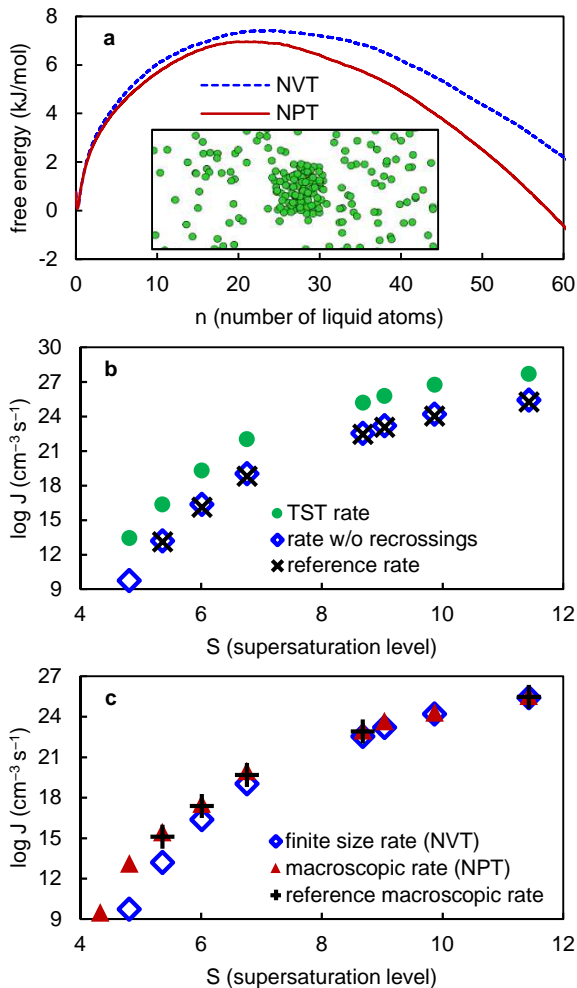 8
6
4
2
0
-2
free energy (kJ/mol)
a
NVT
NPT
0 10 20 30 40 50 60
n (number of liquid atoms)
30
27
24
21
18
15
12
9
log J (cm⁻³ s⁻¹)
b
TST rate
rate w/o recrossings
reference rate
4 6 8 10 12
S (supersaturation level)
27
24
21
18
15
12
9
log J (cm⁻³ s⁻¹)
c
finite size rate (NVT)
macroscopic rate (NPT)
reference macroscopic rate
4 6 8 10 12
S (supersaturation level)